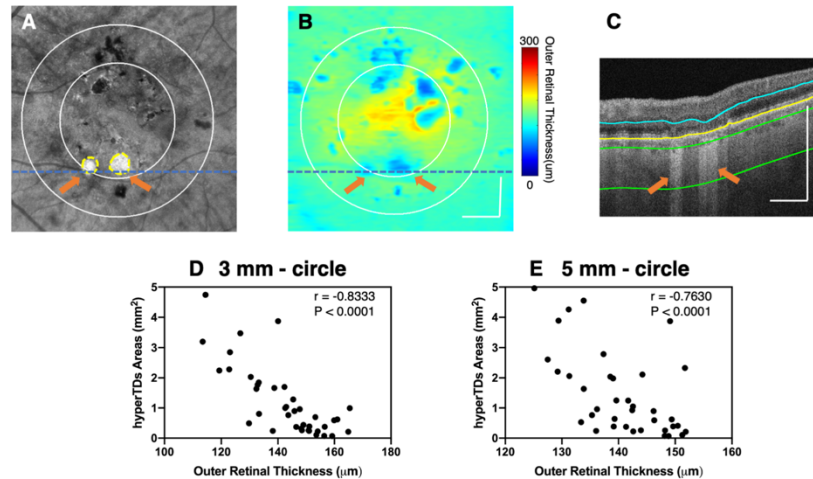 A
B
C
300
Outer Retinal Thickness(um)
0
D 3 mm - circle
r = -0.8333
P < 0.0001
hyperTDs Areas (mm²)
5
4
3
2
1
0
100
120
140
160
180
Outer Retinal Thickness (μm)
E 5 mm - circle
r = -0.7630
P < 0.0001
hyperTDs Areas (mm²)
5
4
3
2
1
0
120
130
140
150
160
Outer Retinal Thickness (μm)